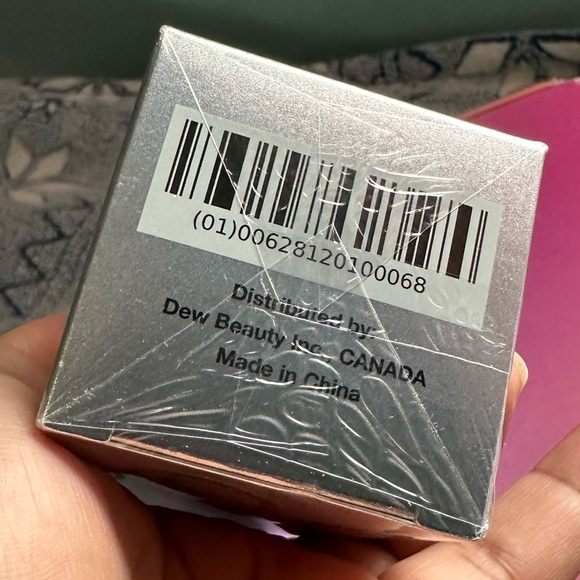 (01)00628120100068
Distributed by:
Dew Beauty Inc., CANADA
Made in China